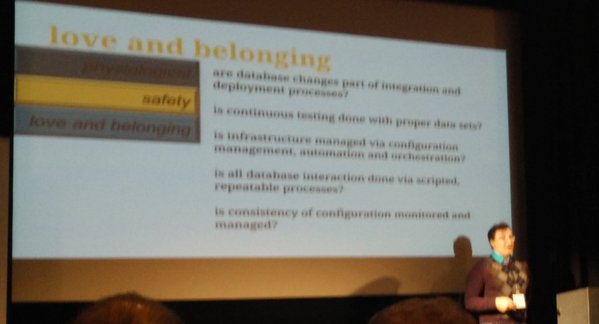 love and belonging
physiological
safety
love and belonging
are database changes part of integration and
deployment processes?
is continuous testing done with proper data sets?
is infrastructure managed via configuration
management, automation and orchestration?
is all database interaction done via scripted,
repeatable processes?
is consistency of configuration monitored and
managed?